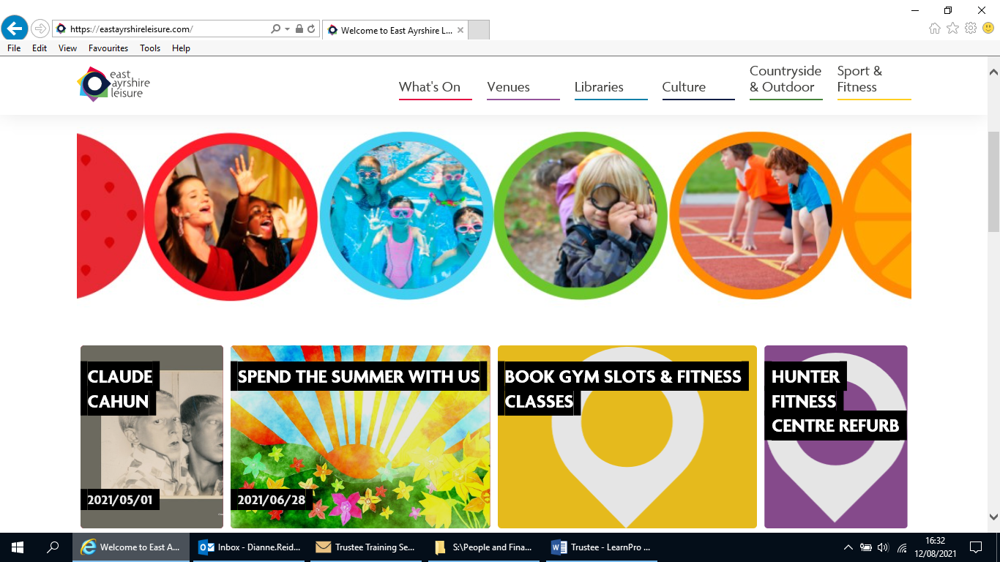 https://eastayrshireleisure.com/
Welcome to East Ayrshire L...
File Edit View Favourites Tools Help
east
ayrshire
leisure
What's On
Venues
Libraries
Culture
Countryside
& Outdoor
Sport &
Fitness
CLAUDE
CAHUN
2021/05/01
SPEND THE SUMMER WITH US
2021/06/28
BOOK GYM SLOTS & FITNESS
CLASSES
HUNTER
FITNESS
CENTRE REFURB
Welcome to East A...
Inbox - Dianne.Reid...
Trustee Training Se...
S:\People and Fina...
Trustee - LearnPro ...
16:32
12/08/2021